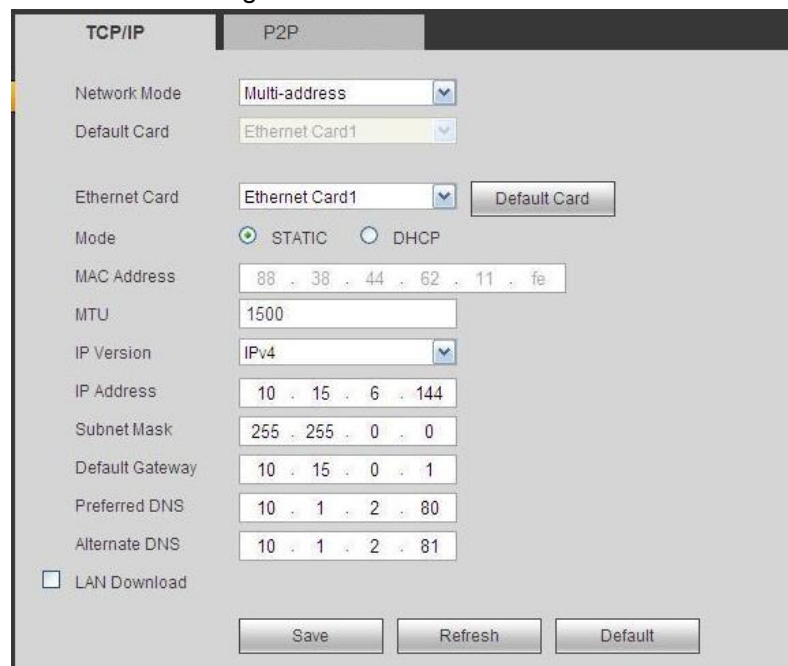 TCP/IP P2P
Network Mode Multi-address
Default Card Ethernet Card1
Ethernet Card Ethernet Card1 Default Card
Mode STATIC DHCP
MAC Address 88 . 38 . 44 . 62 . 11 . fe
MTU 1500
IP Version IPv4
IP Address 10 . 15 . 6 . 144
Subnet Mask 255 . 255 . 0 . 0
Default Gateway 10 . 15 . 0 . 1
Preferred DNS 10 . 1 . 2 . 80
Alternate DNS 10 . 1 . 2 . 81
LAN Download
Save Refresh Default